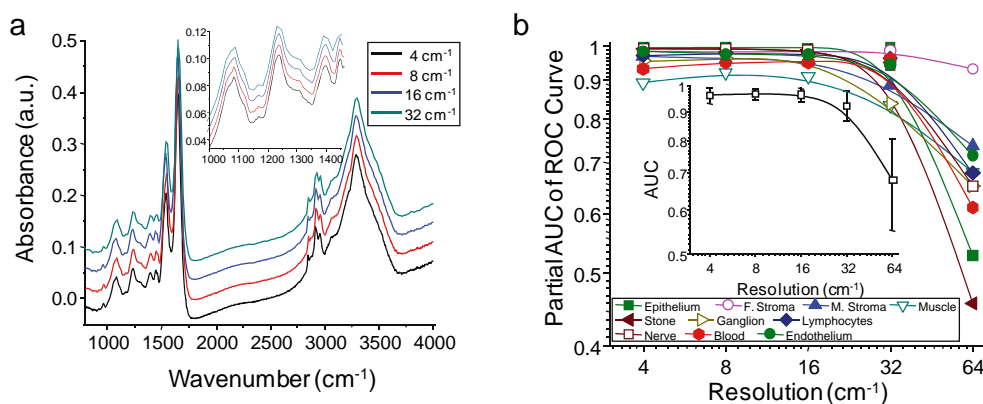 a
b
Absorbance (a.u.)
0.5
0.4
0.3
0.2
0.1
0.0
1000 1500 2000 2500 3000 3500 4000
Wavenumber (cm-1)
0.12
0.10
0.08
0.06
0.04
1000 1100 1200 1300 1400
4 cm-1
8 cm-1
16 cm-1
32 cm-1
Partial AUC of ROC Curve
1
0.9
0.8
0.7
0.6
0.5
0.4
4 8 16 32 64
Resolution (cm-1)
AUC
1
0.9
0.8
0.7
0.6
0.5
4 8 16 32 64
Resolution (cm-1)
Epithelium F. Stroma M. Stroma Muscle
Stone Ganglion Lymphocytes
Nerve Blood Endothelium